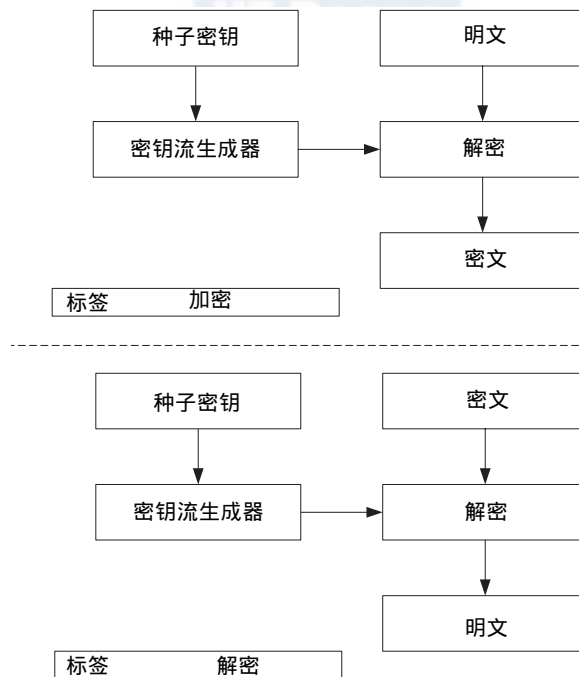 种子密钥 明文
密钥流生成器 解密
密文
标签 加密
种子密钥 密文
密钥流生成器 解密
明文
标签 解密